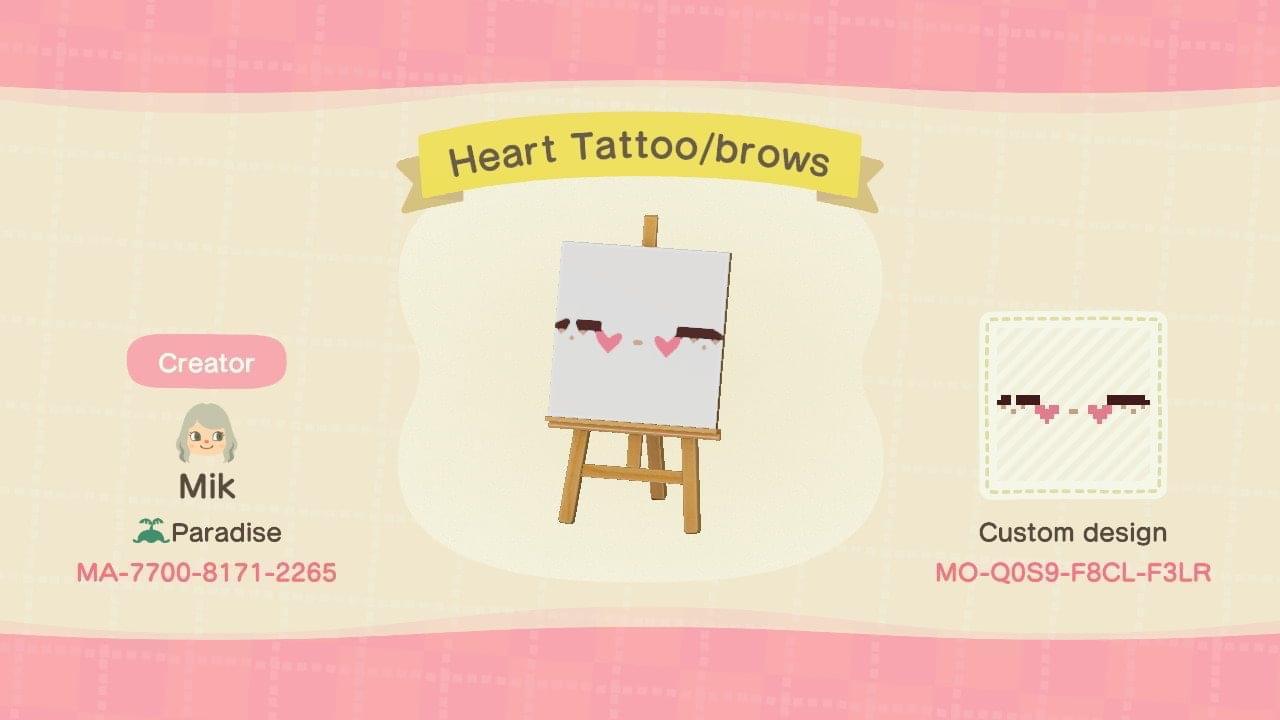 Heart Tattoo/brows
Creator
Mik
Paradise
MA-7700-8171-2265
Custom design
MO-Q0S9-F8CL-F3LR